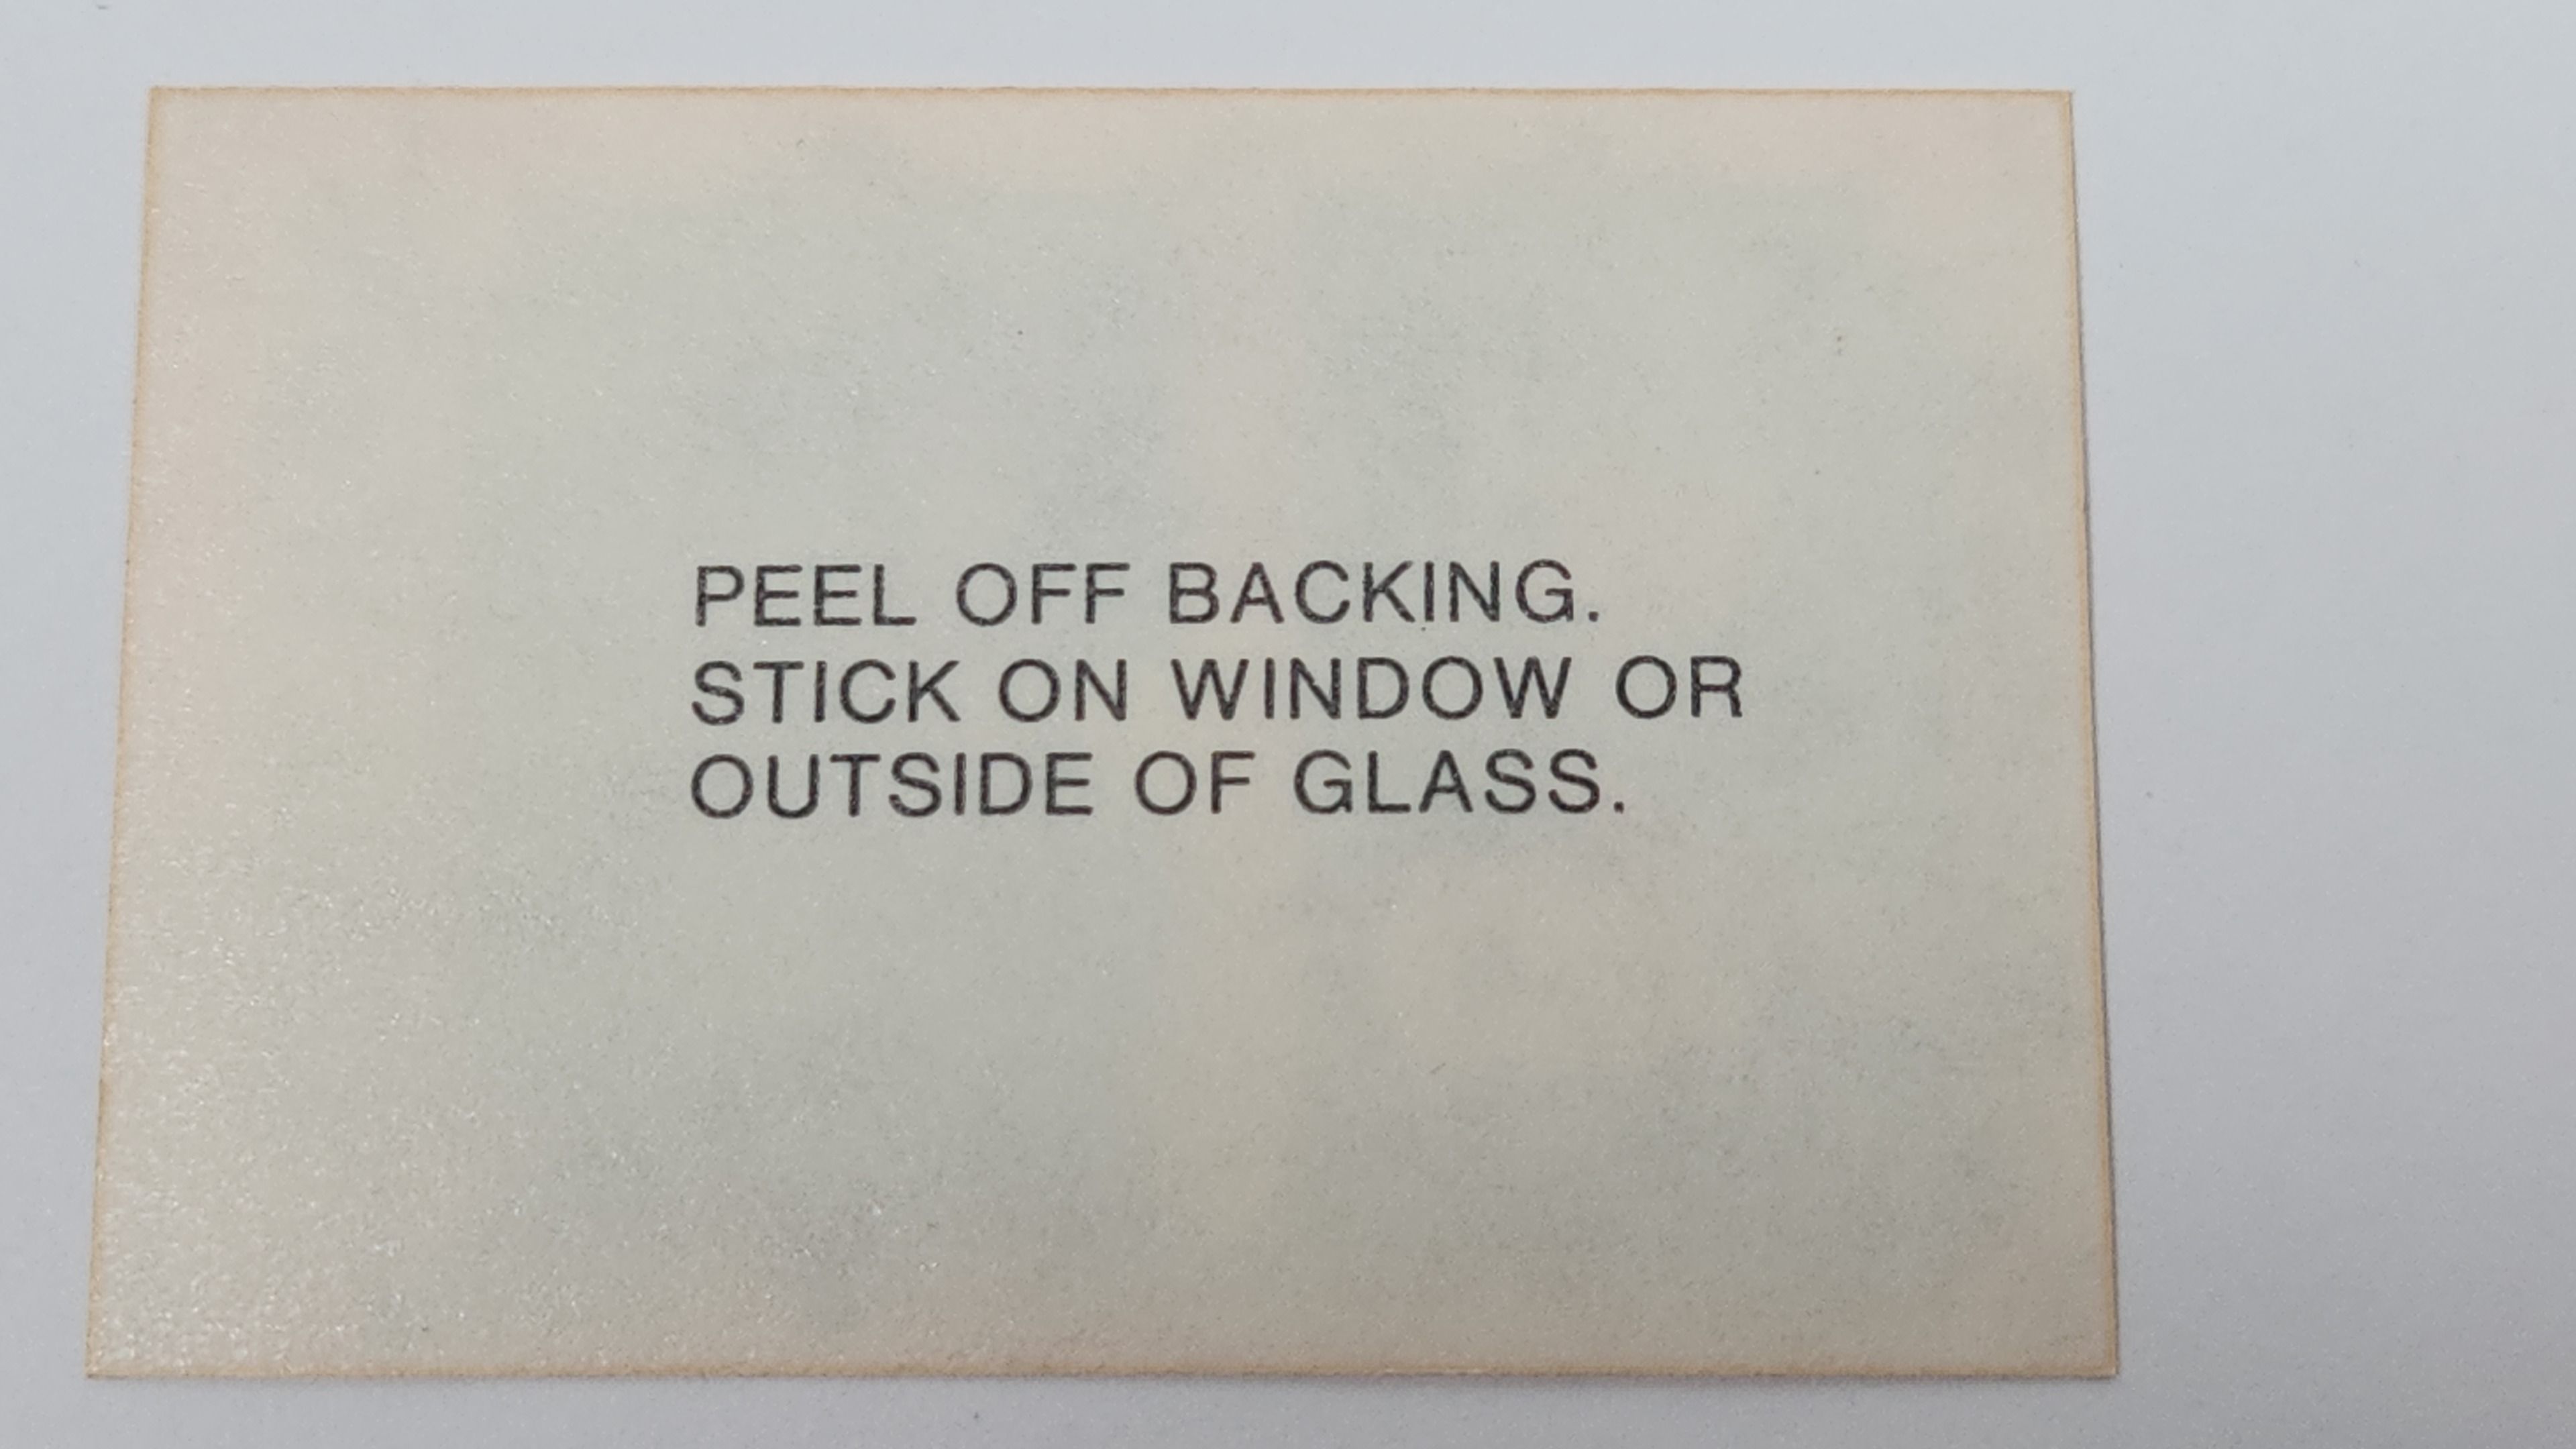 PEEL OFF BACKING.
STICK ON WINDOW OR
OUTSIDE OF GLASS.